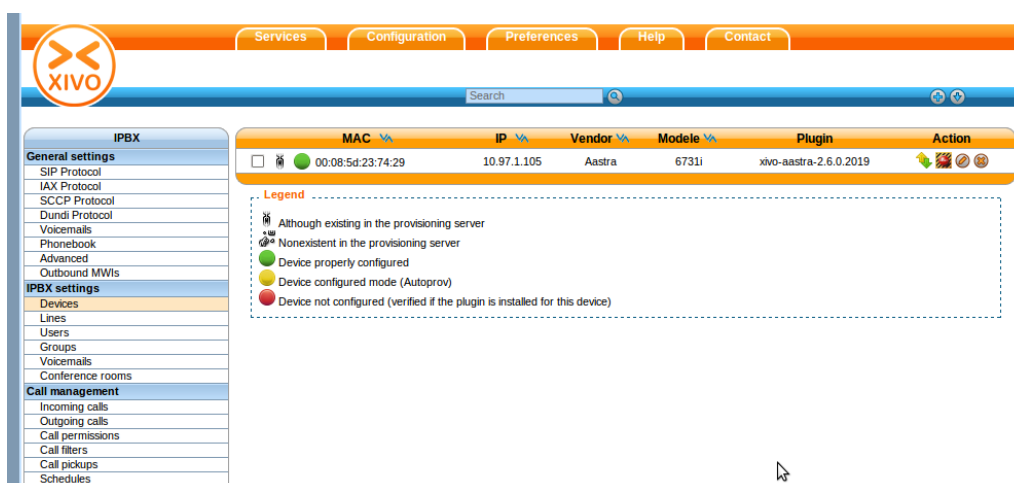 Services Configuration Preferences Help Contact
XIVO
Search
IPBX
General settings
SIP Protocol
IAX Protocol
SCCP Protocol
Dundi Protocol
Voicemails
Phonebook
Advanced
Outbound MWIs
IPBX settings
Devices
Lines
Users
Groups
Voicemails
Conference rooms
Call management
Incoming calls
Outgoing calls
Call permissions
Call filters
Call pickups
Schedules
MAC IP Vendor Modele Plugin Action
00:08:5d:23:74:29 10.97.1.105 Aastra 6731i xivo-aastra-2.6.0.2019
Legend
Although existing in the provisioning server
Nonexistent in the provisioning server
Device properly configured
Device configured mode (Autoprov)
Device not configured (verified if the plugin is installed for this device)